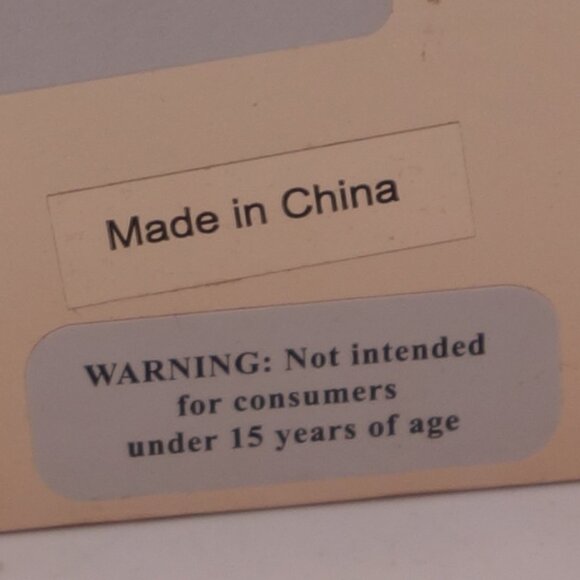 Made in China
WARNING: Not intended
for consumers
under 15 years of age